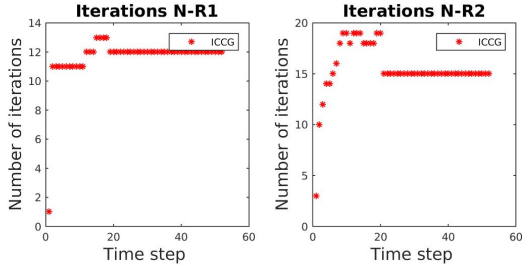 Iterations N-R1
14
12
10
8
6
4
2
0
ICCG
0
20
40
60
Number of iterations
Time step
Iterations N-R2
20
15
10
5
0
ICCG
0
20
40
60
Number of iterations
Time step